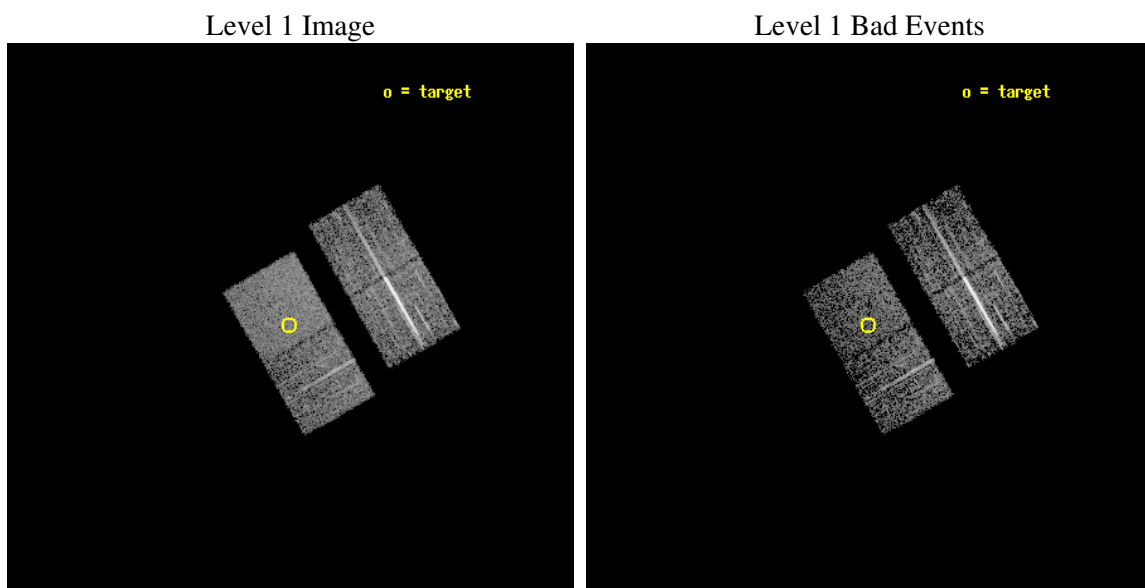 Level 1 Image
Level 1 Bad Events
o = target
o = target